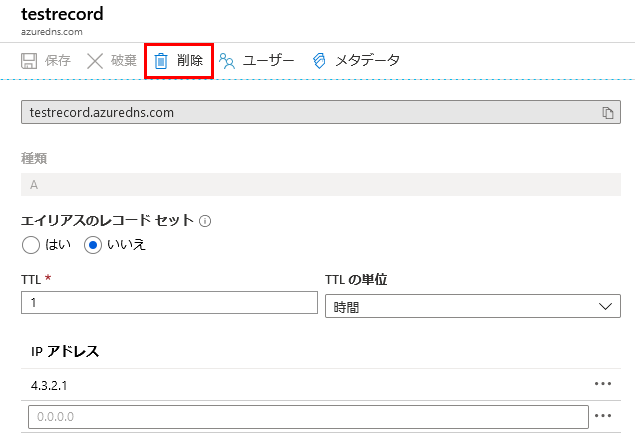 testrecord
azuredns.com
保存 破棄 削除 ユーザー メタデータ
testrecord.azuredns.com
種類
A
エイリアスのレコード セット
はい いいえ
TTL * TTL の単位
1 時間
IP アドレス
4.3.2.1
0.0.0.0